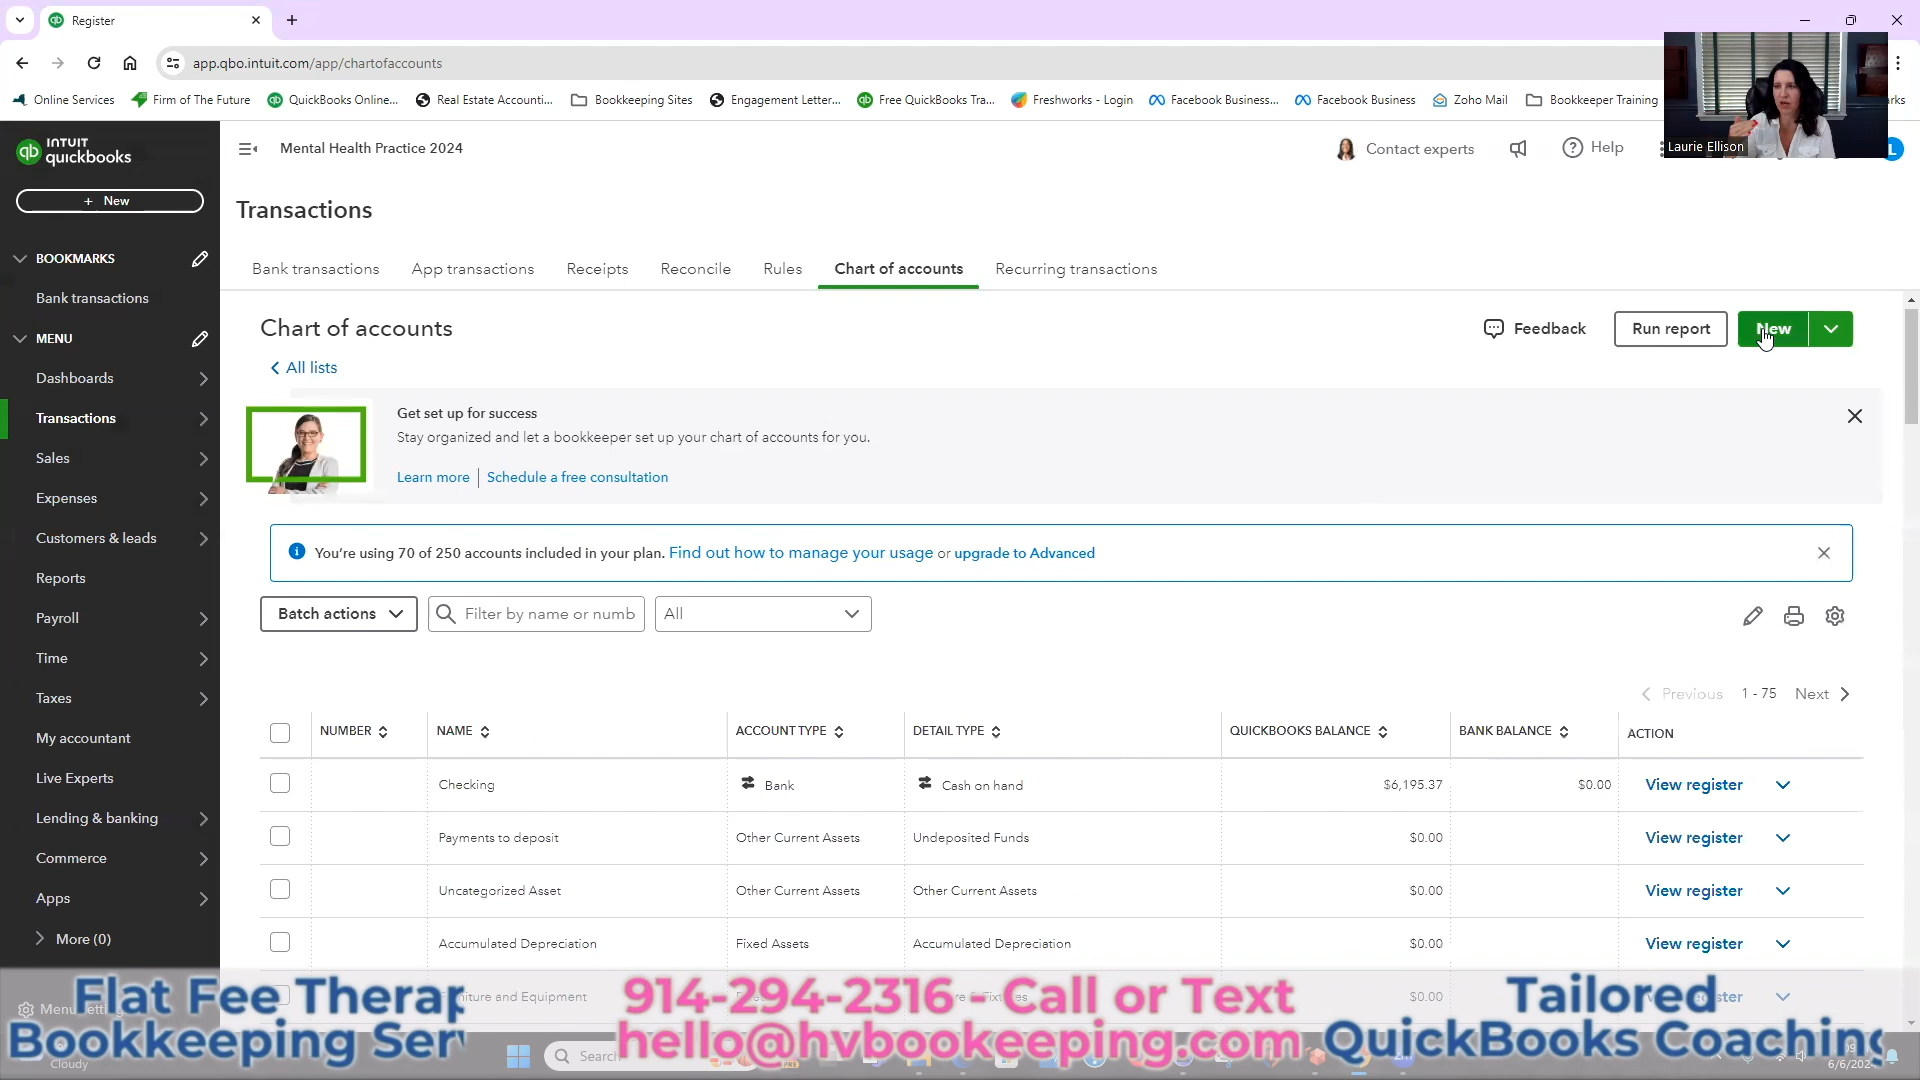 Register
app.qbo.intuit.com/app/chartofaccounts
Online Services
Firm of The Future
QuickBooks Online...
Real Estate Accounti...
Bookkeeping Sites
Engagement Letter...
Free QuickBooks Tra...
Freshworks - Login
Facebook Business...
Facebook Business
Zoho Mail
Bookkeeper Training
Laurie Ellison
INTUIT
quickbooks
Mental Health Practice 2024
Contact experts
Help
L
+ New
Transactions
BOOKMARKS
Bank transactions
MENU
Dashboards
Transactions
Sales
Expenses
Customers & leads
Reports
Payroll
Time
Taxes
My accountant
Live Experts
Lending & banking
Commerce
Apps
More (0)
Bank transactions
App transactions
Receipts
Reconcile
Rules
Chart of accounts
Recurring transactions
Chart of accounts
Feedback
Run report
New
All lists
Get set up for success
Stay organized and let a bookkeeper set up your chart of accounts for you.
Learn more
Schedule a free consultation
You're using 70 of 250 accounts included in your plan. Find out how to manage your usage or upgrade to Advanced
Batch actions
Filter by name or numb
All
Previous 1 - 75 Next
NUMBER NAME ACCOUNT TYPE DETAIL TYPE QUICKBOOKS BALANCE BANK BALANCE ACTION
Checking Bank Cash on hand $6,195.37 $0.00 View register
Payments to deposit Other Current Assets Undeposited Funds $0.00 View register
Uncategorized Asset Other Current Assets Other Current Assets $0.00 View register
Accumulated Depreciation Fixed Assets Accumulated Depreciation $0.00 View register
and Equipment $0.00
Flat Fee Therap
Bookkeeping Ser
914-294-2316 - Call or Text
hello@hvbookeeping.com
Tailored
QuickBooks Coaching
Cloudy
Search